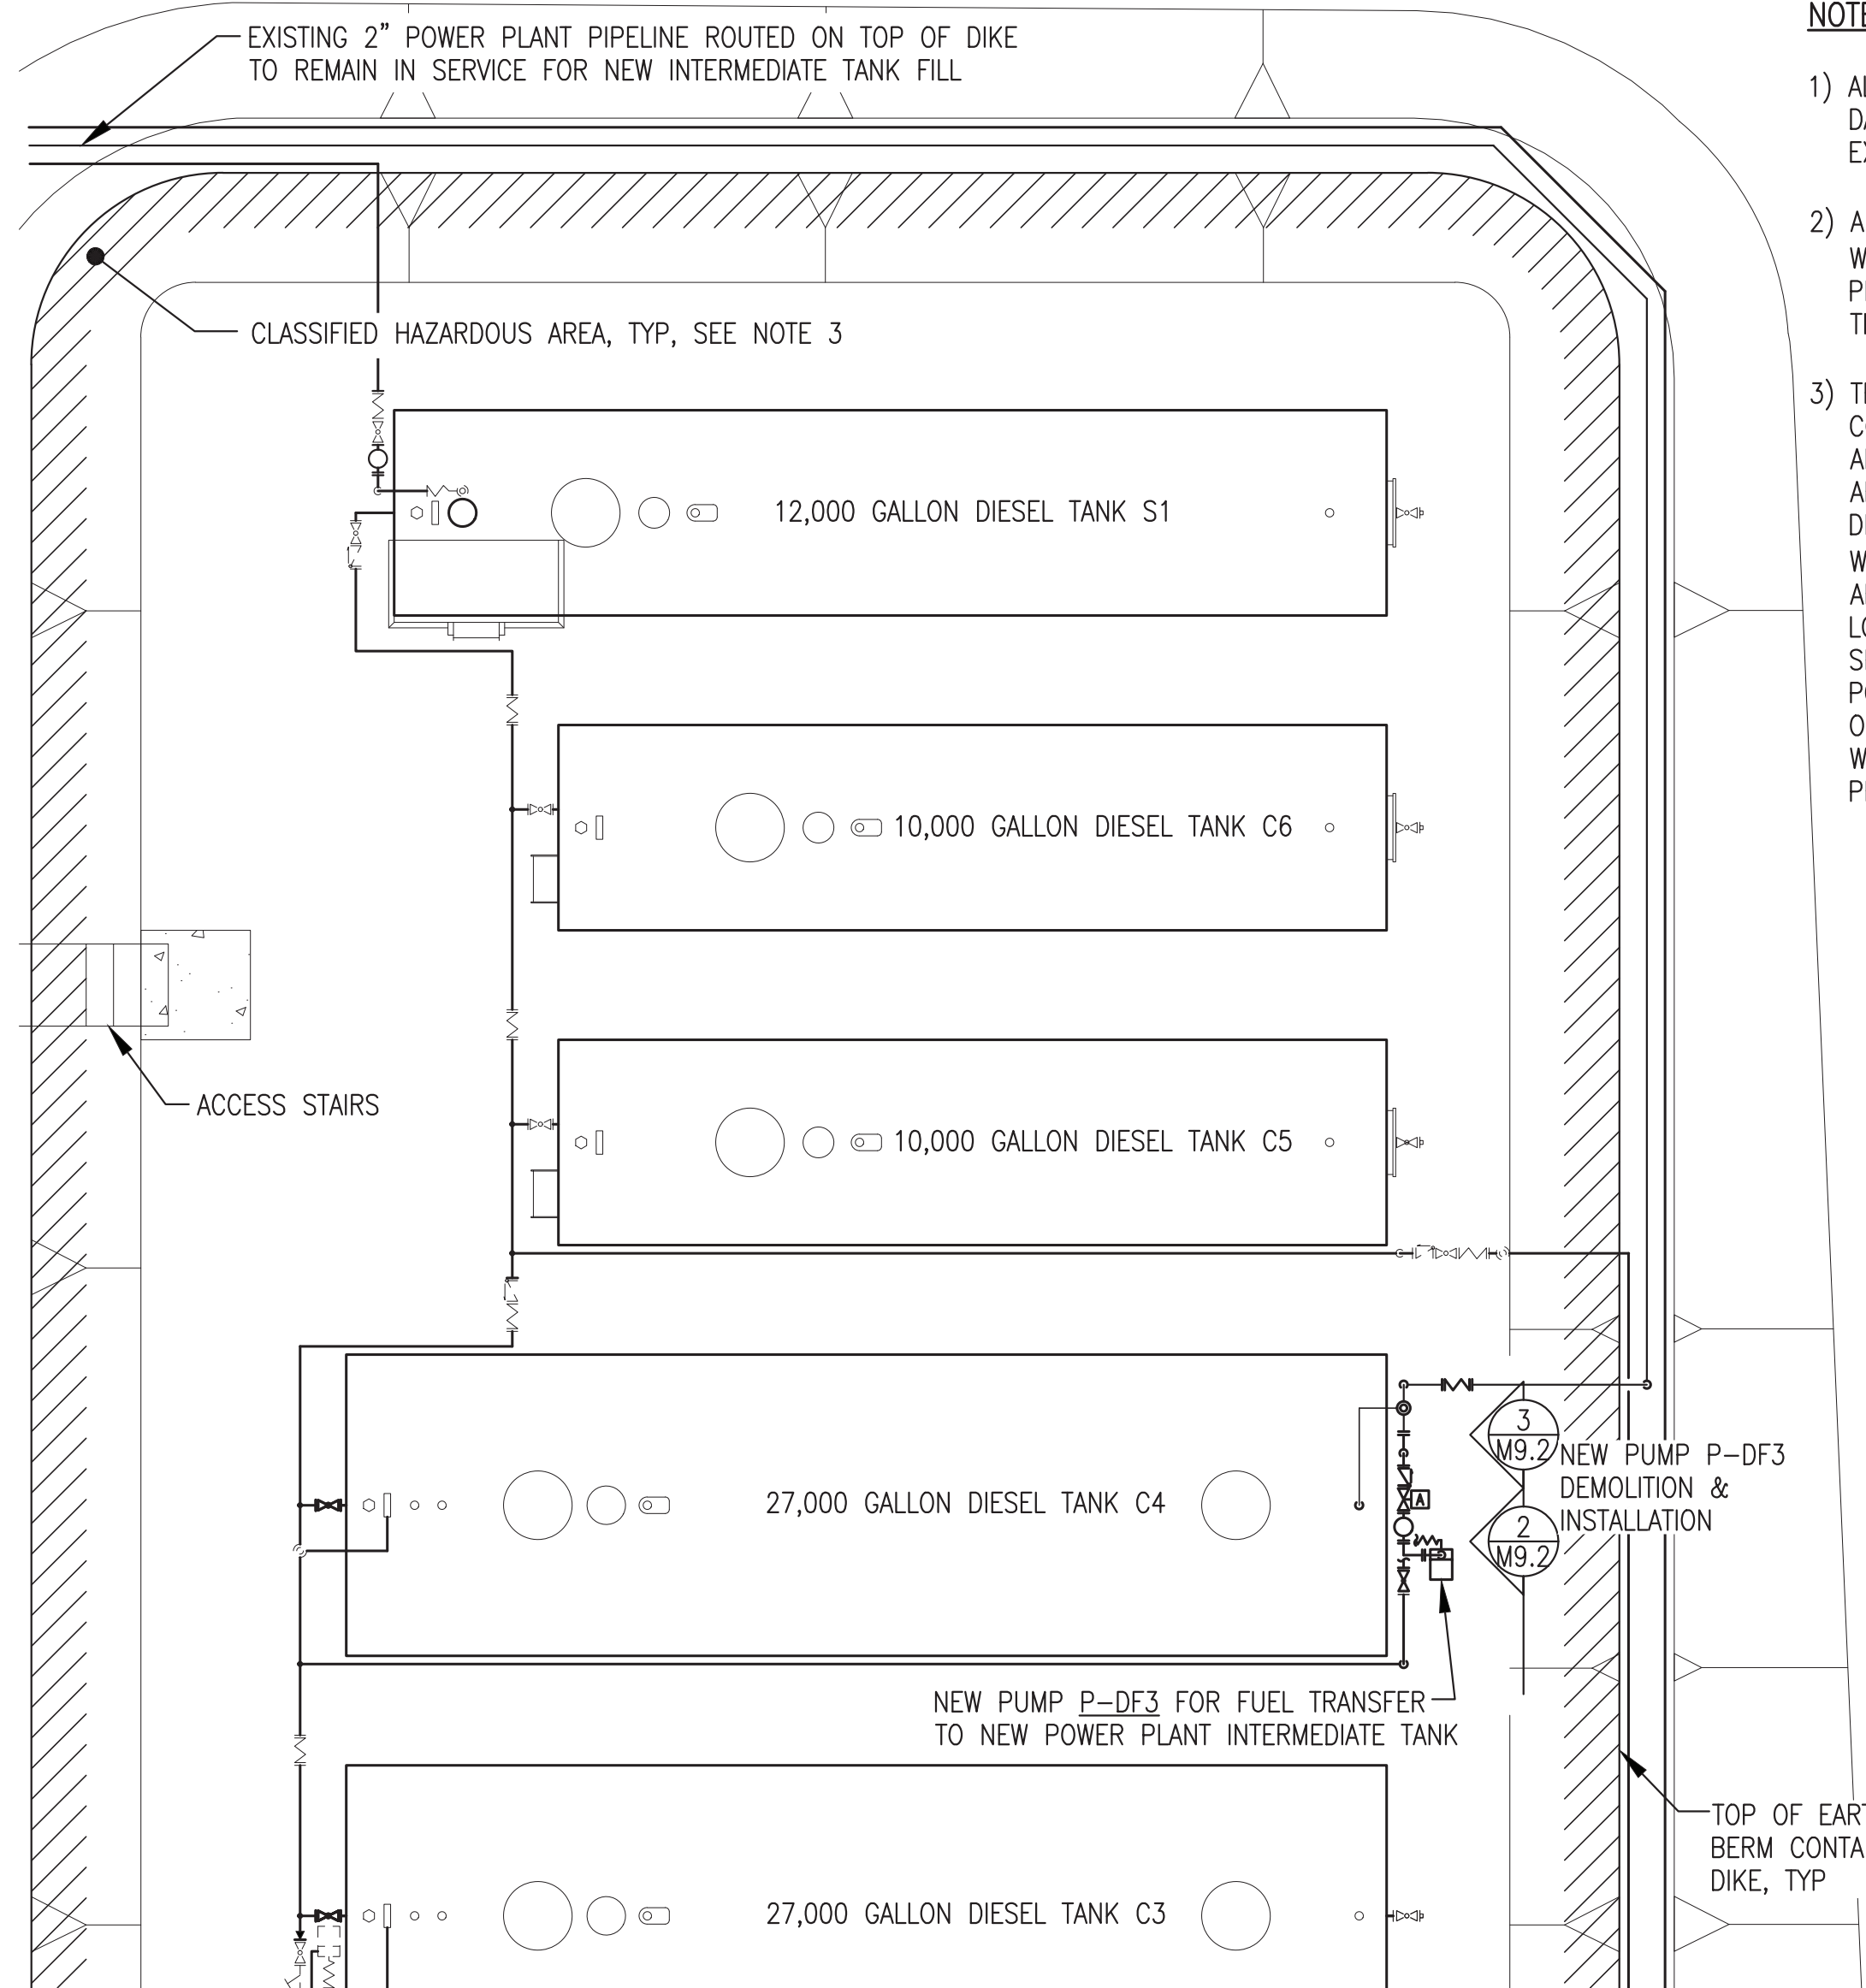 EXISTING 2" POWER PLANT PIPELINE ROUTED ON TOP OF DIKE
TO REMAIN IN SERVICE FOR NEW INTERMEDIATE TANK FILL
CLASSIFIED HAZARDOUS AREA, TYP, SEE NOTE 3
12,000 GALLON DIESEL TANK S1
10,000 GALLON DIESEL TANK C6
10,000 GALLON DIESEL TANK C5
ACCESS STAIRS
27,000 GALLON DIESEL TANK C4
A
3
M9.2
2
M9.2
NEW PUMP P-DF3
DEMOLITION &
INSTALLATION
NEW PUMP P-DF3 FOR FUEL TRANSFER
TO NEW POWER PLANT INTERMEDIATE TANK
27,000 GALLON DIESEL TANK C3
TOP OF
BERM
DIKE, TYP
1)
2) A
3)